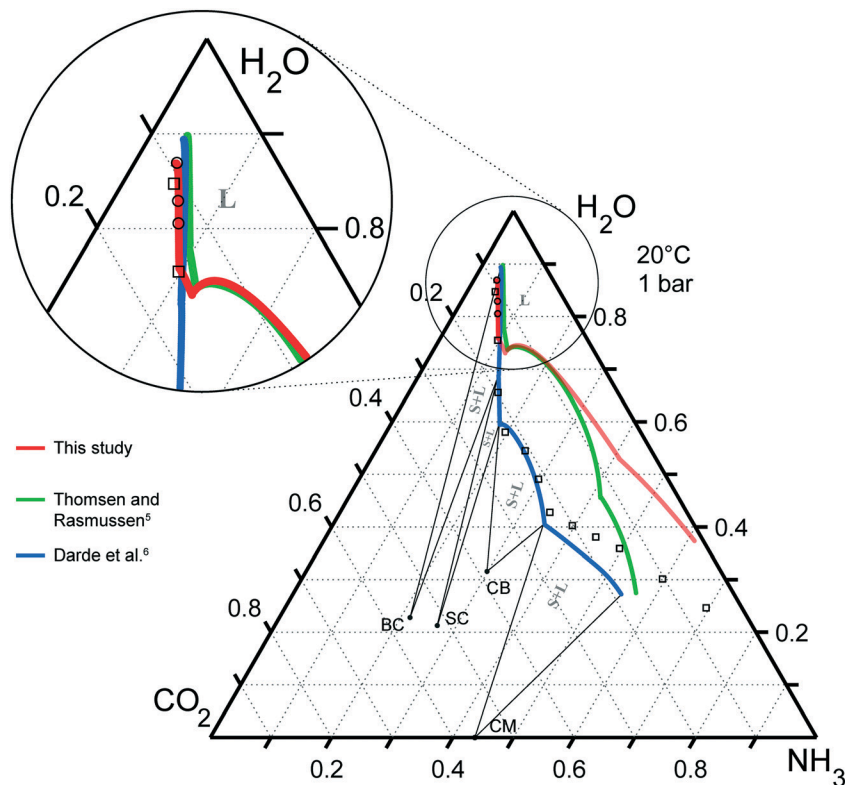 H2O
0.2
L
0.8
H2O
20°C
1 bar
0.2
L
0.8
0.4
S+L
S+L
0.6
This study
Thomsen and
Rasmussen5
Darde et al.6
0.6
S+L
0.4
CB
S+L
0.8
BC
SC
0.2
CO2
CM
NH3
0.2
0.4
0.6
0.8